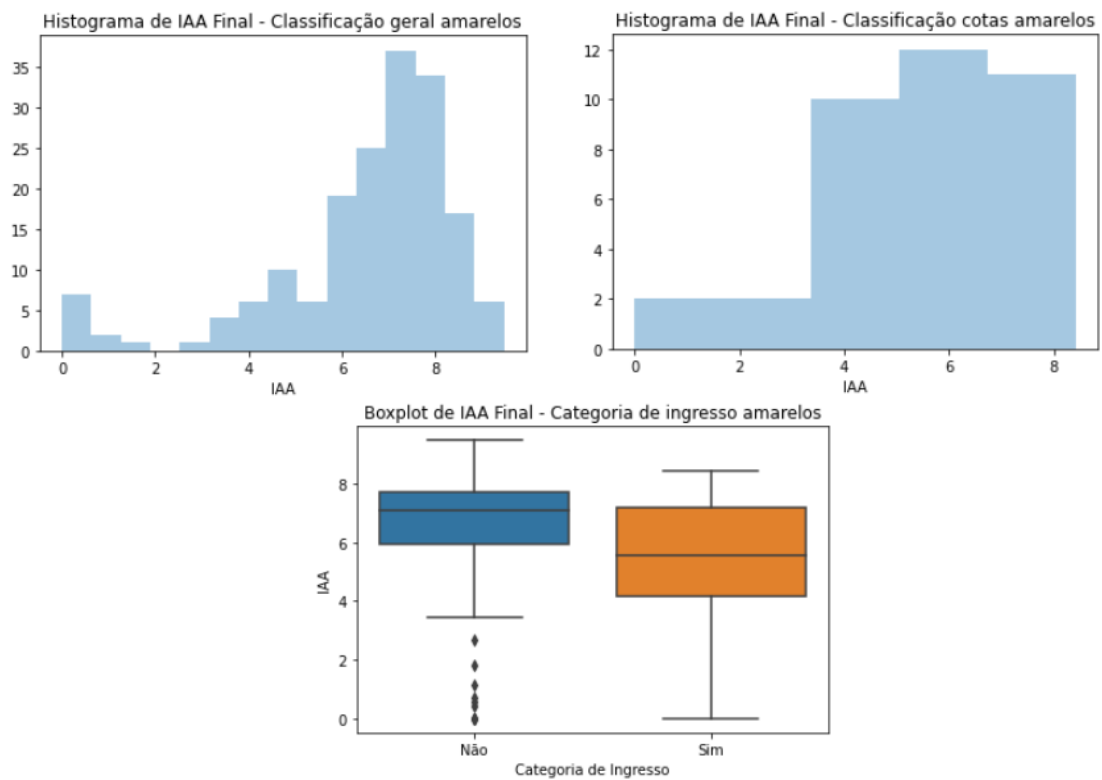 Histograma de IAA Final - Classificação geral amarelos
35
30
25
20
15
10
5
0
0 2 4 6 8
IAA
Histograma de IAA Final - Classificação cotas amarelos
12
10
8
6
4
2
0
0 2 4 6 8
IAA
Boxplot de IAA Final - Categoria de ingresso amarelos
8
6
4
2
0
IAA
Não Sim
Categoria de Ingresso